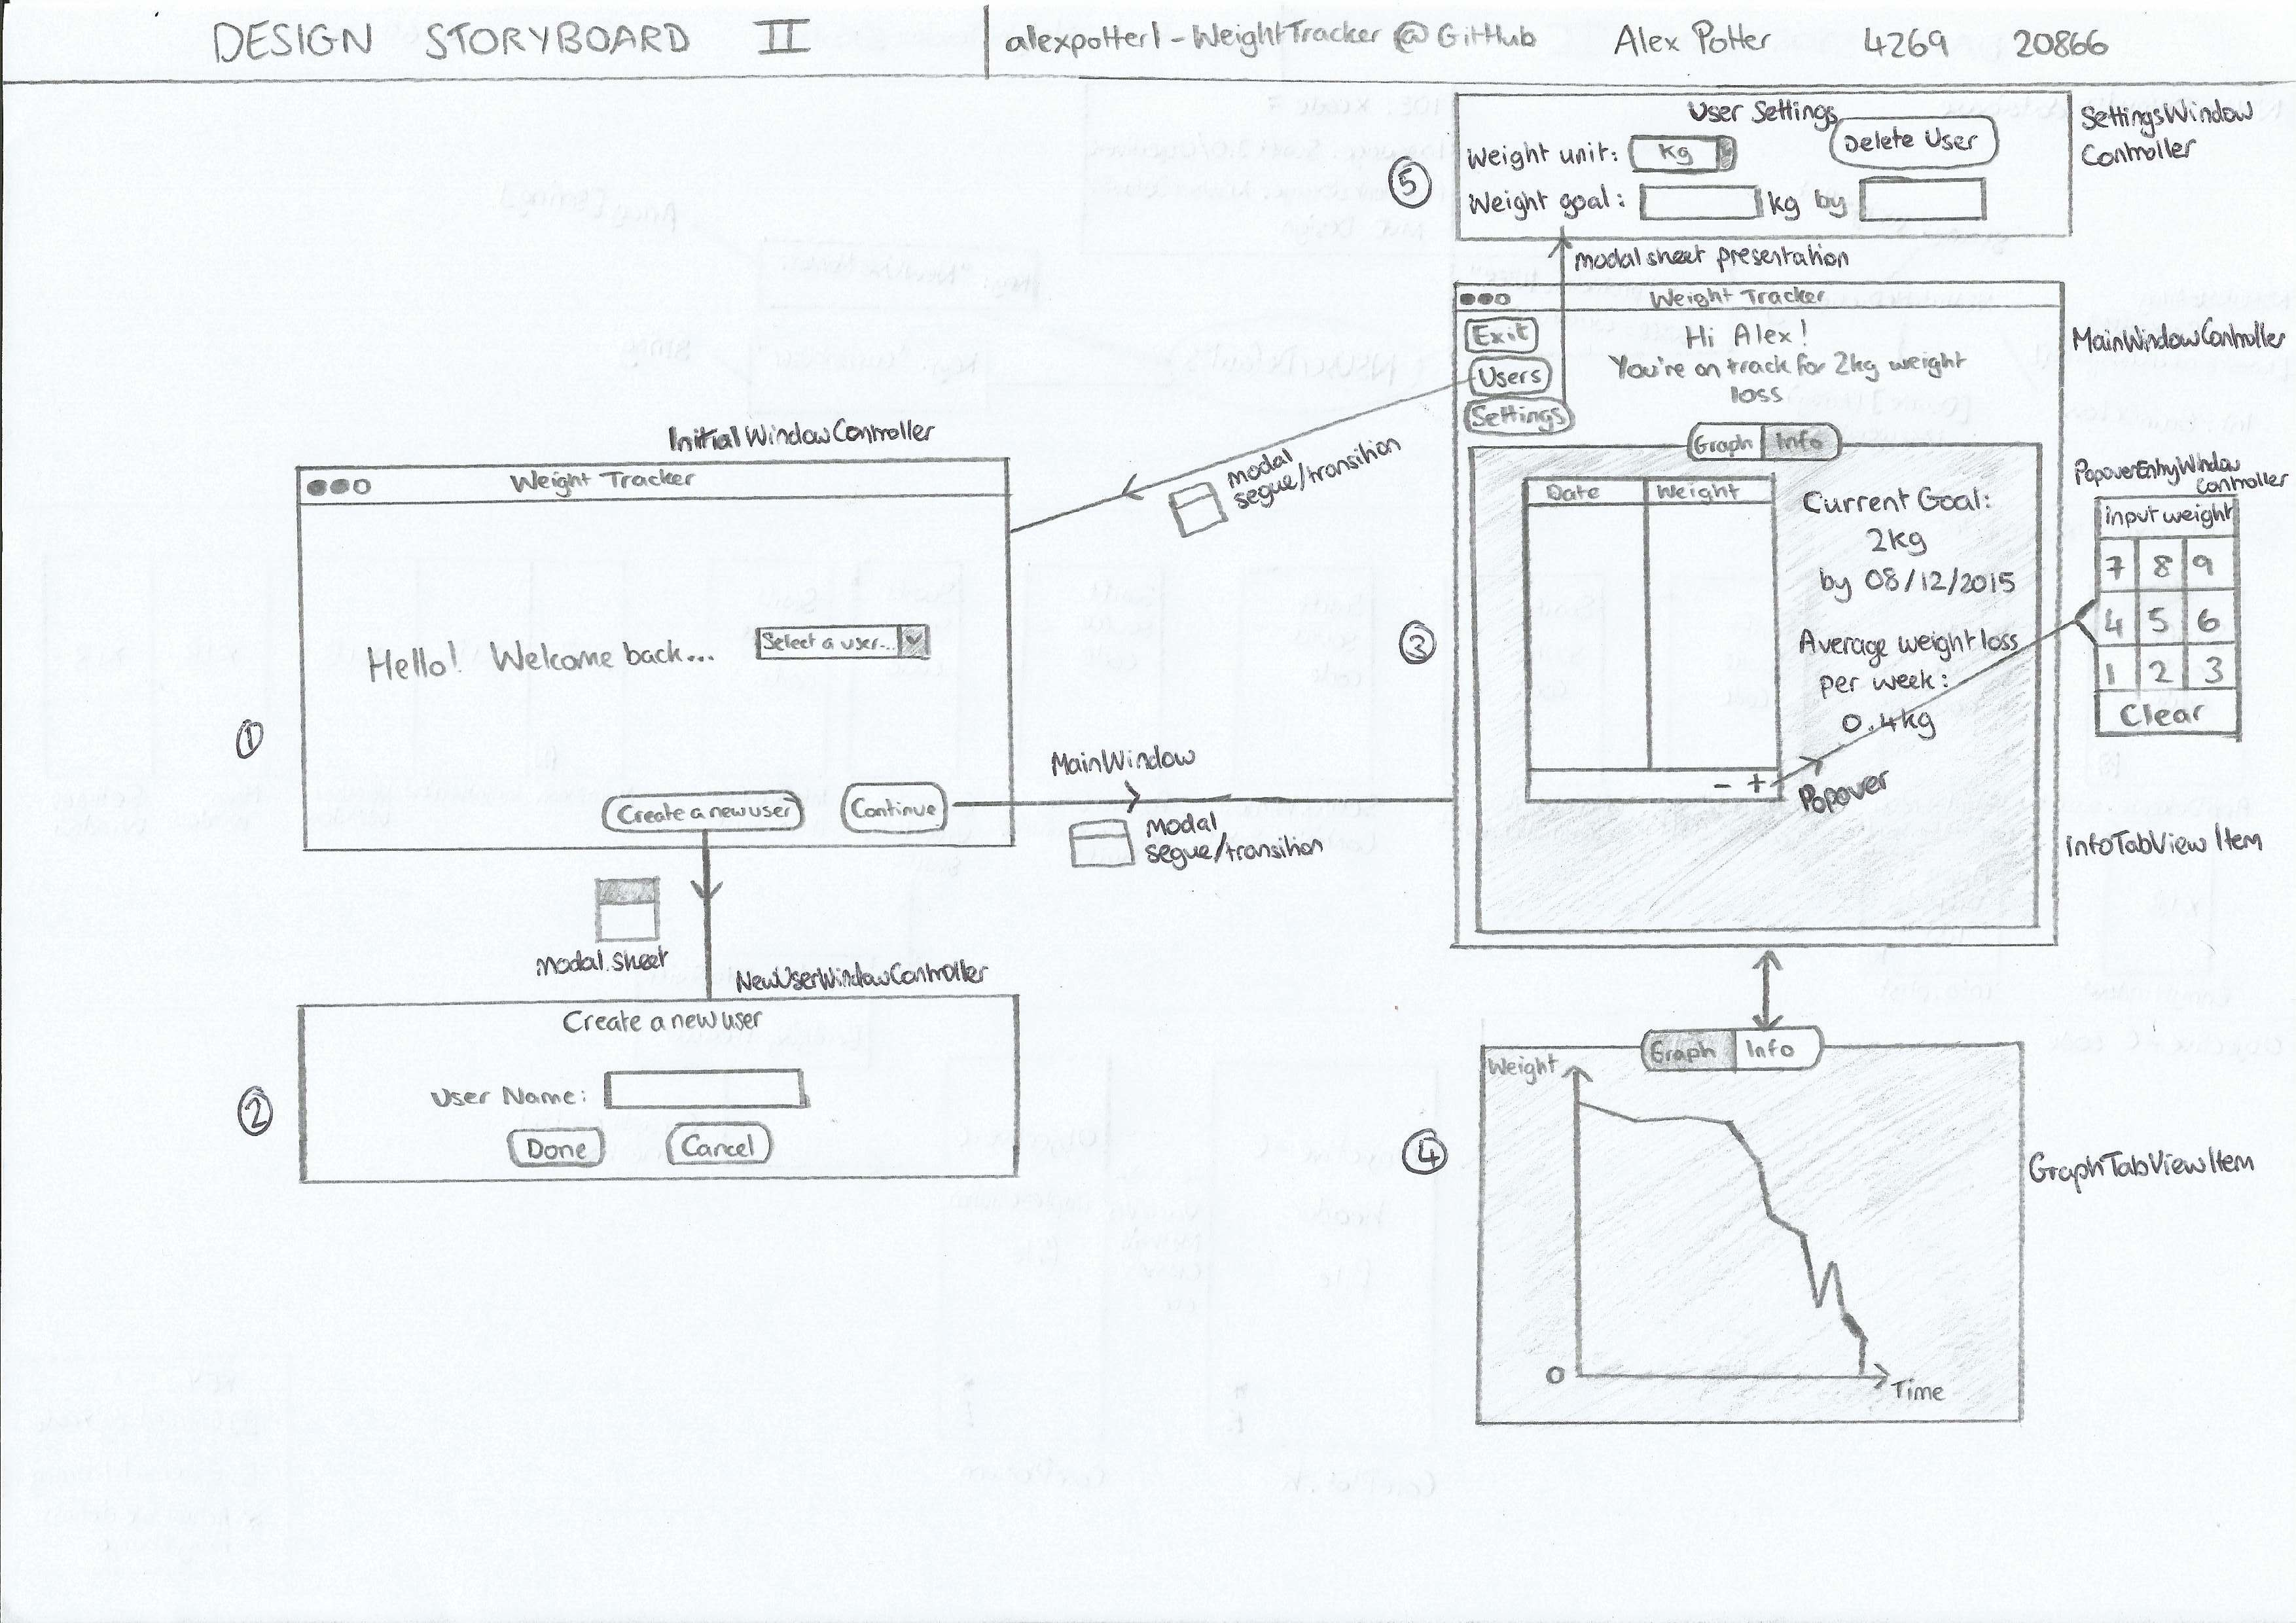 DESIGN STORYBOARD II
alexpotter1-WeightTracker @ GitHub
Alex Potter 4269 20866
User Settings
Weight unit: kg
Delete User
Weight goal: kg by
SettingsWindow
Controller
5
modal sheet presentation
Weight Tracker
Exit
Users
Settings
Hi Alex!
You're on track for 2kg weight
loss
MainWindowController
Graph Info
Date Weight
Current Goal:
2kg
by 08/12/2015
Average weight loss
per week:
0.4kg
- +
Popover
3
InfoTabViewItem
PopoverEntryWindow
Controller
input weight
7 8 9
4 5 6
1 2 3
Clear
modal
segue/transition
InitialWindowController
Weight Tracker
Hello! Welcome back...
Select a user...
1
Create a new user
Continue
MainWindow
modal
segue/transition
modal sheet
NewUserWindowController
Create a new user
User Name:
Done
Cancel
2
Graph Info
Weight
0
Time
4
GraphTabViewItem